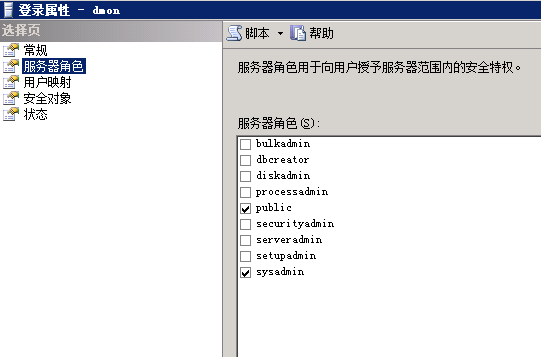 登录属性 - dmon
选择页
常规
服务器角色
用户映射
安全对象
状态
脚本 帮助
服务器角色用于向用户授予服务器范围内的安全特权。
服务器角色(S):
bulkadmin
dbcreator
diskadmin
processadmin
public
securityadmin
serveradmin
setupadmin
sysadmin